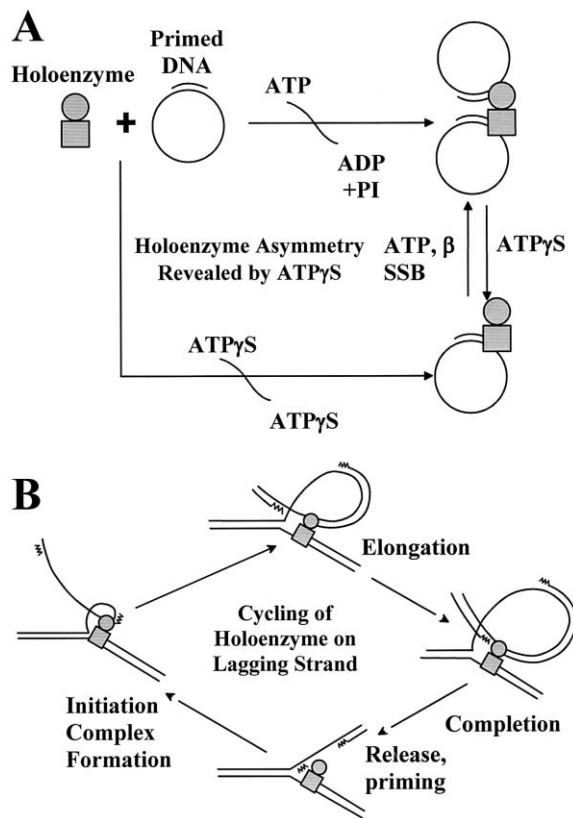 A
Primed
DNA
Holoenzyme
+
ATP
ADP
+PI
Holoenzyme Asymmetry
Revealed by ATPγS
ATP, β
SSB
ATPγS
ATPγS
ATPγS
B
Elongation
Cycling of
Holoenzyme on
Lagging Strand
Initiation
Complex
Formation
Completion
Release,
priming